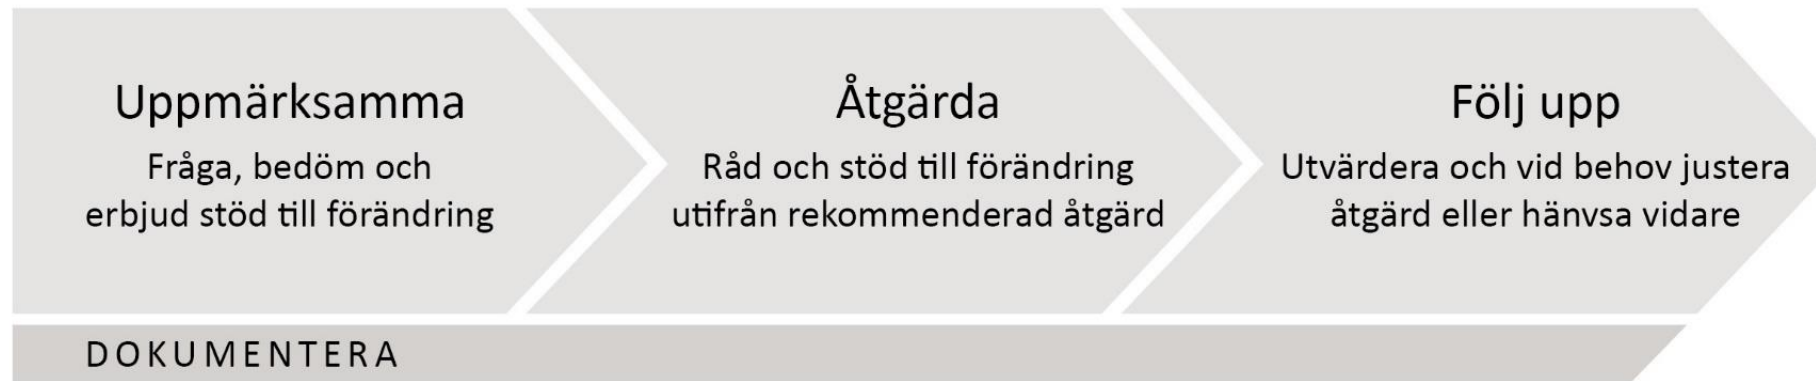 Uppmärksamma
Fråga, bedöm och
erbjud stöd till förändring
Åtgärda
Råd och stöd till förändring
utifrån rekommenderad åtgärd
Följ upp
Utvärdera och vid behov justera
åtgärd eller hänvsa vidare
DOKUMENTERA